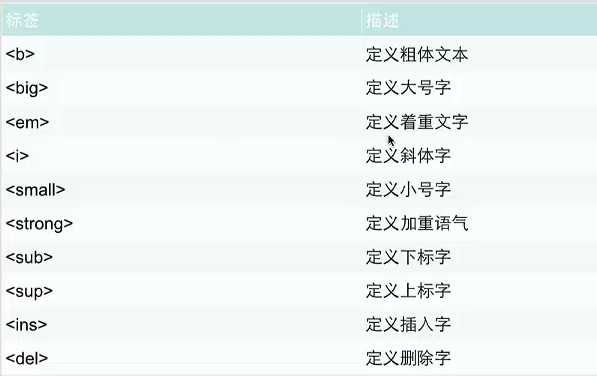 标签 描述
<b> 定义粗体文本
<big> 定义大号字
<em> 定义着重文字
<i> 定义斜体字
<small> 定义小号字
<strong> 定义加重语气
<sub> 定义下标字
<sup> 定义上标字
<ins> 定义插入字
<del> 定义删除字